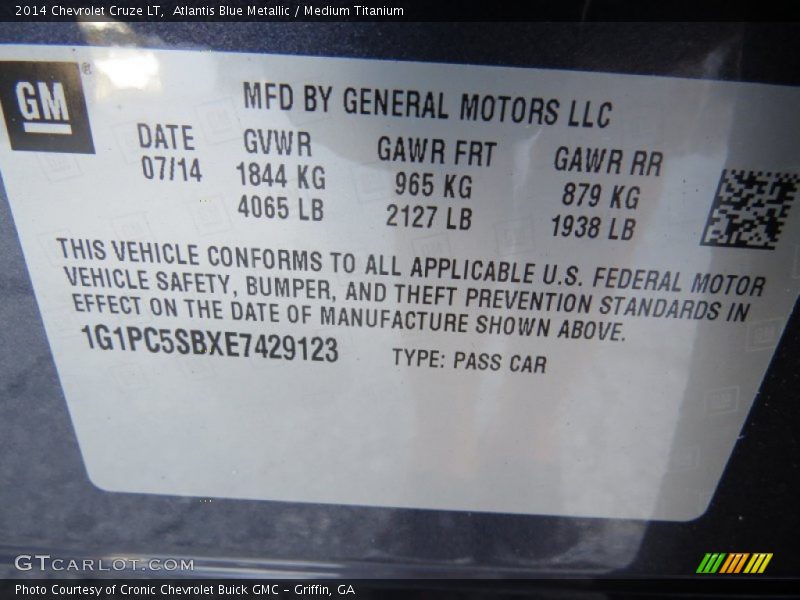 2014 Chevrolet Cruze LT, Atlantis Blue Metallic / Medium Titanium
GM ®
MFD BY GENERAL MOTORS LLC
DATE GVWR GAWR FRT GAWR RR
07/14 1844 KG 965 KG 879 KG
4065 LB 2127 LB 1938 LB
THIS VEHICLE CONFORMS TO ALL APPLICABLE U.S. FEDERAL MOTOR
VEHICLE SAFETY, BUMPER, AND THEFT PREVENTION STANDARDS IN
EFFECT ON THE DATE OF MANUFACTURE SHOWN ABOVE.
1G1PC5SBXE7429123 TYPE: PASS CAR
GTCARLOT.COM
Photo Courtesy of Cronic Chevrolet Buick GMC – Griffin, GA